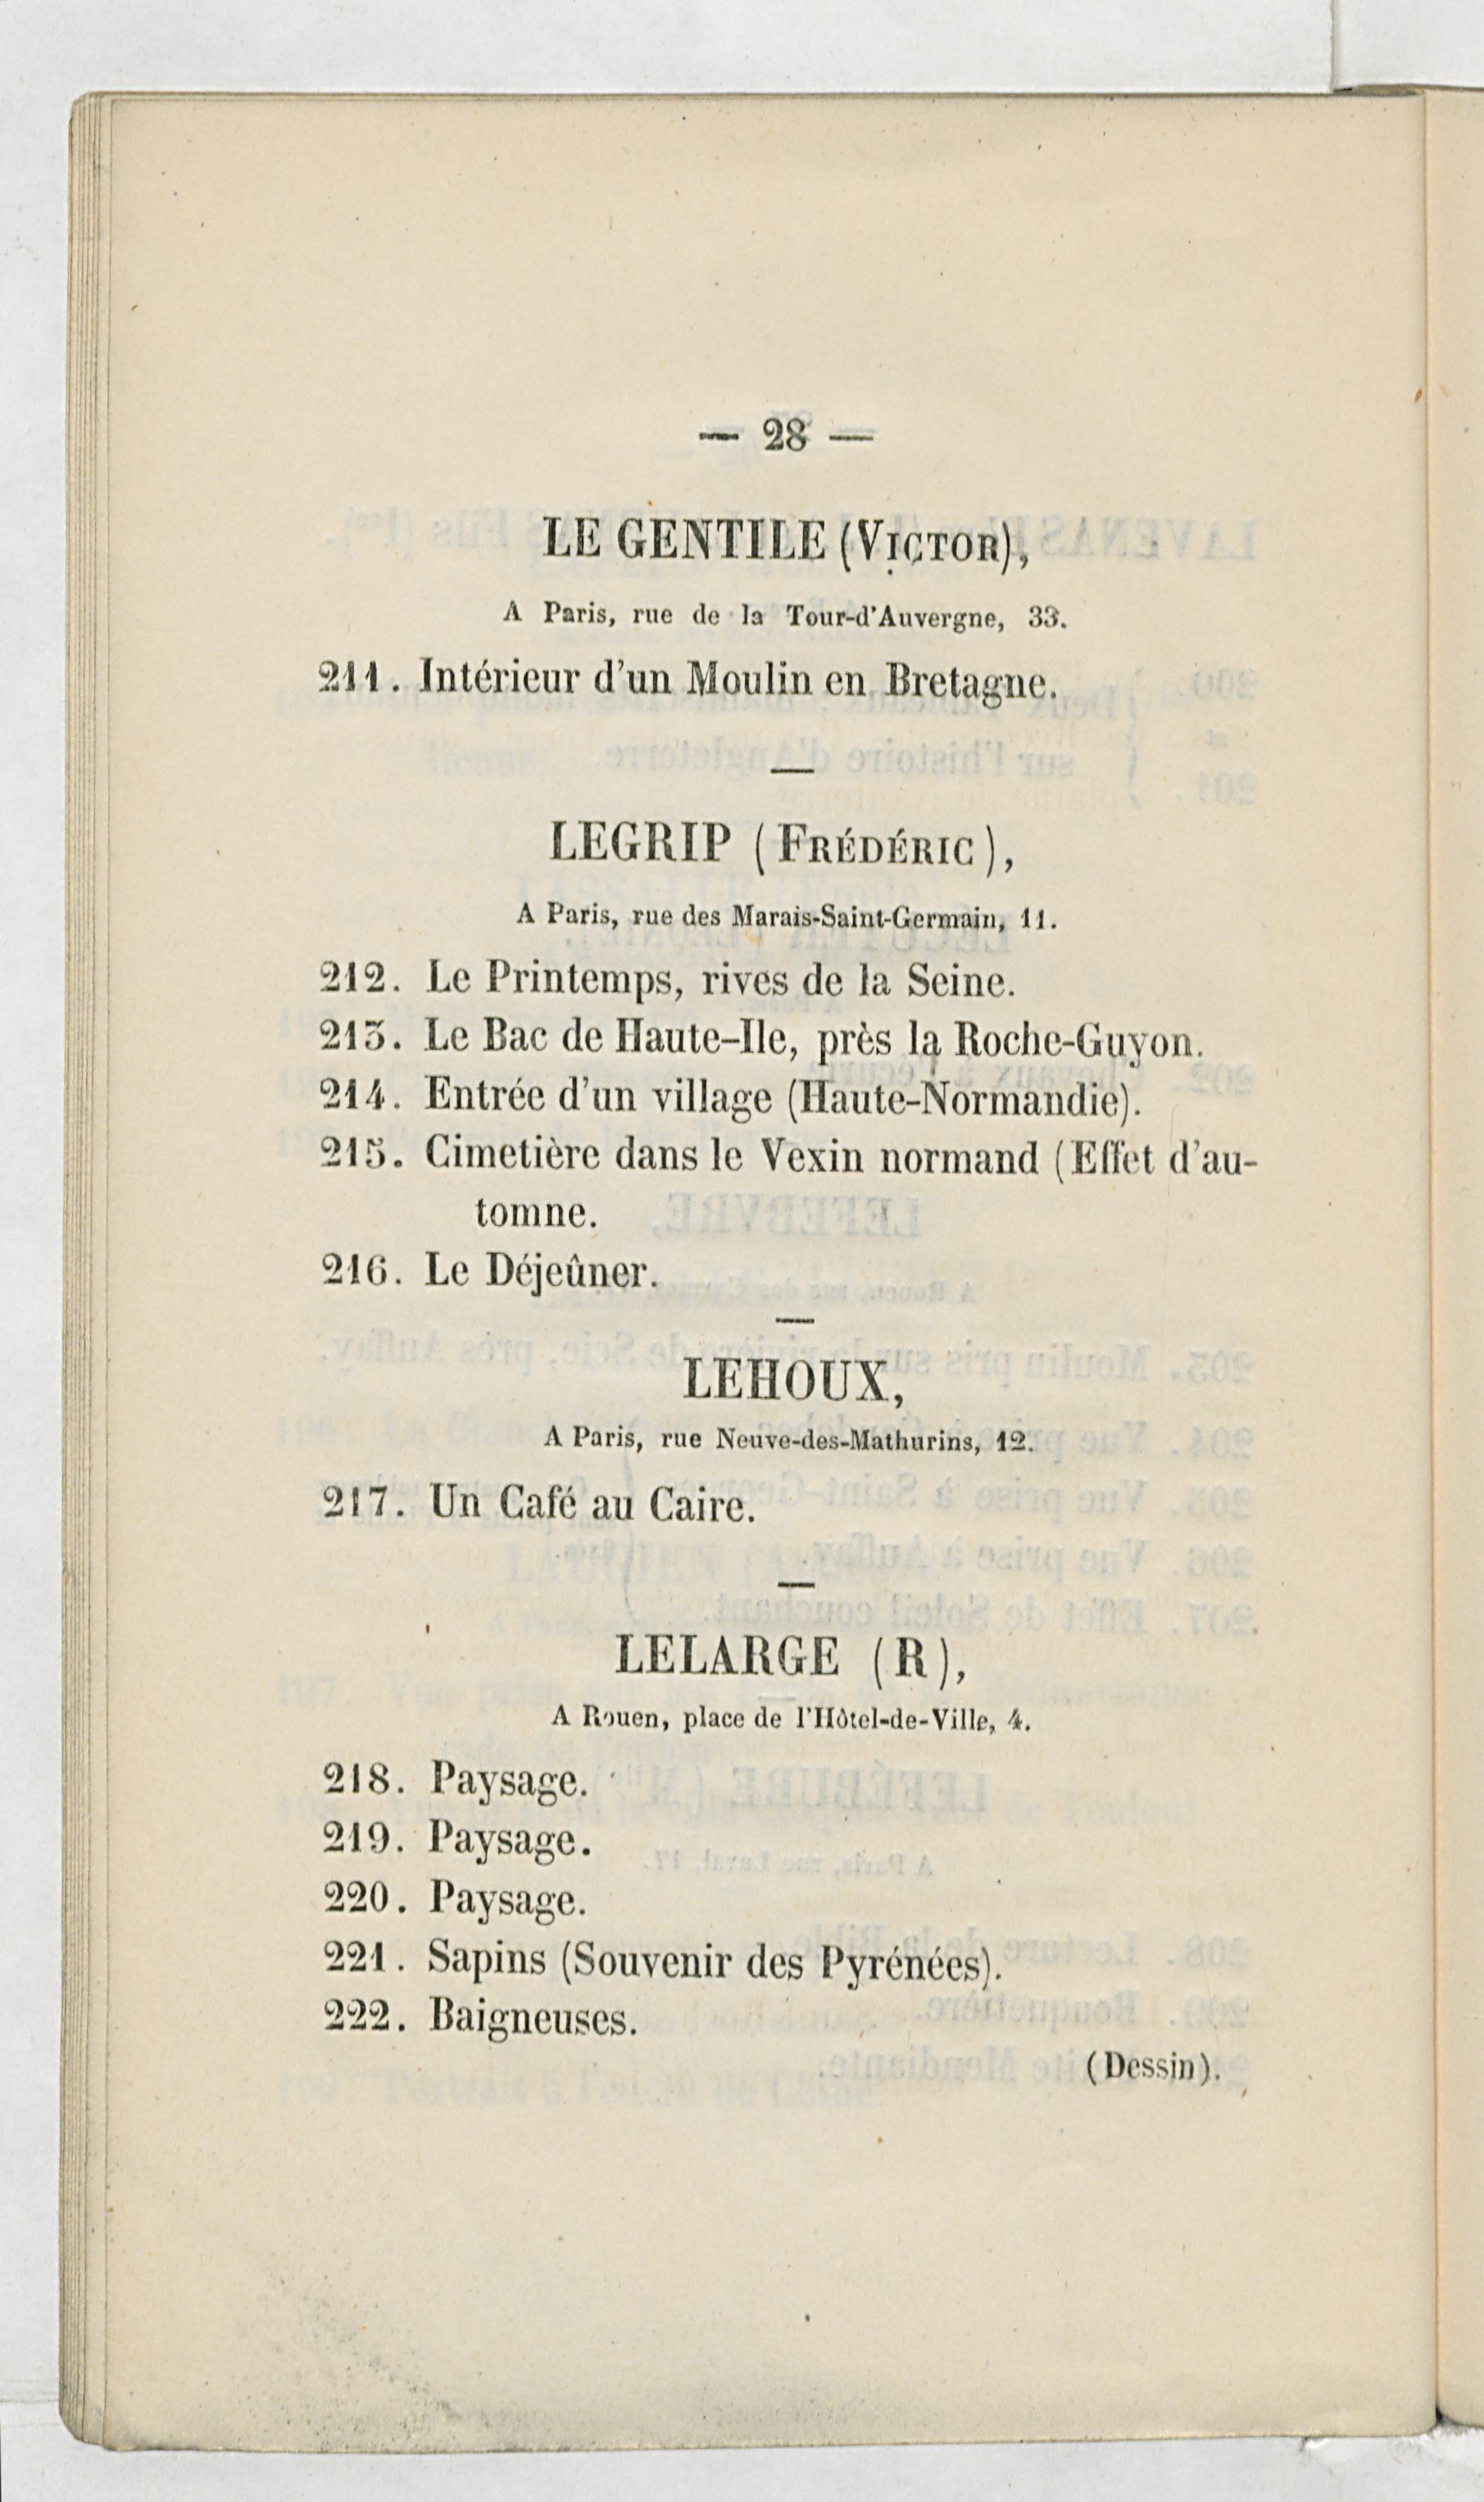 — 28 —
LE GENTILE (VICTOR),
A Paris, rue de la Tour-d'Auvergne, 33.
211. Intérieur d'un Moulin en Bretagne.
LEGRIP (FRÉDÉRIC),
A Paris, rue des Marais-Saint-Germain, 11.
212. Le Printemps, rives de la Seine.
213. Le Bac de Haute-Ile, près la Roche-Guyon.
214. Entrée d'un village (Haute-Normandie).
215. Cimetière dans le Vexin normand (Effet d'au-
tomne.
216. Le Déjeûner.
LEHOUX,
A Paris, rue Neuve-des-Mathurins, 12.
217. Un Café au Caire.
LELARGE (R),
A Rouen, place de l'Hôtel-de-Ville, 4.
218. Paysage.
219. Paysage.
220. Paysage.
221. Sapins (Souvenir des Pyrénées).
222. Baigneuses.
(Dessin).